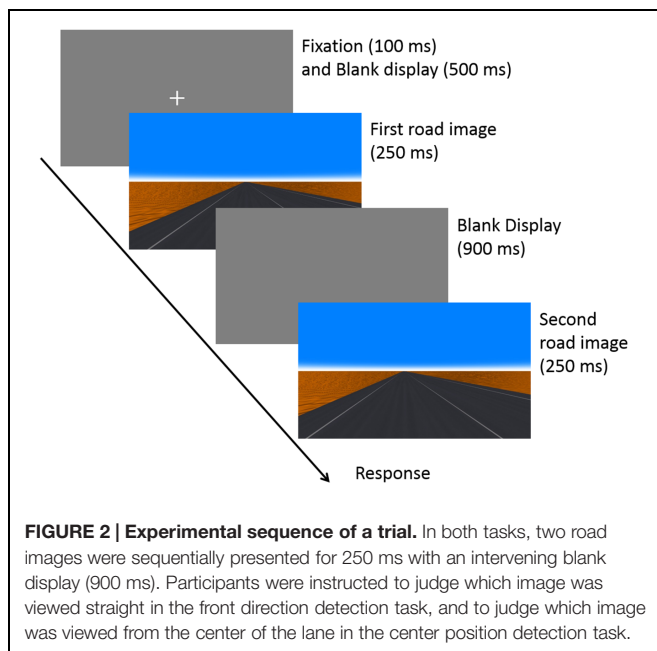 Fixation (100 ms)
and Blank display (500 ms)
First road image
(250 ms)
Blank Display
(900 ms)
Second
road image
(250 ms)
Response
FIGURE 2 | Experimental sequence of a trial. In both tasks, two road
images were sequentially presented for 250 ms with an intervening blank
display (900 ms). Participants were instructed to judge which image was
viewed straight in the front direction detection task, and to judge which image
was viewed from the center of the lane in the center position detection task.